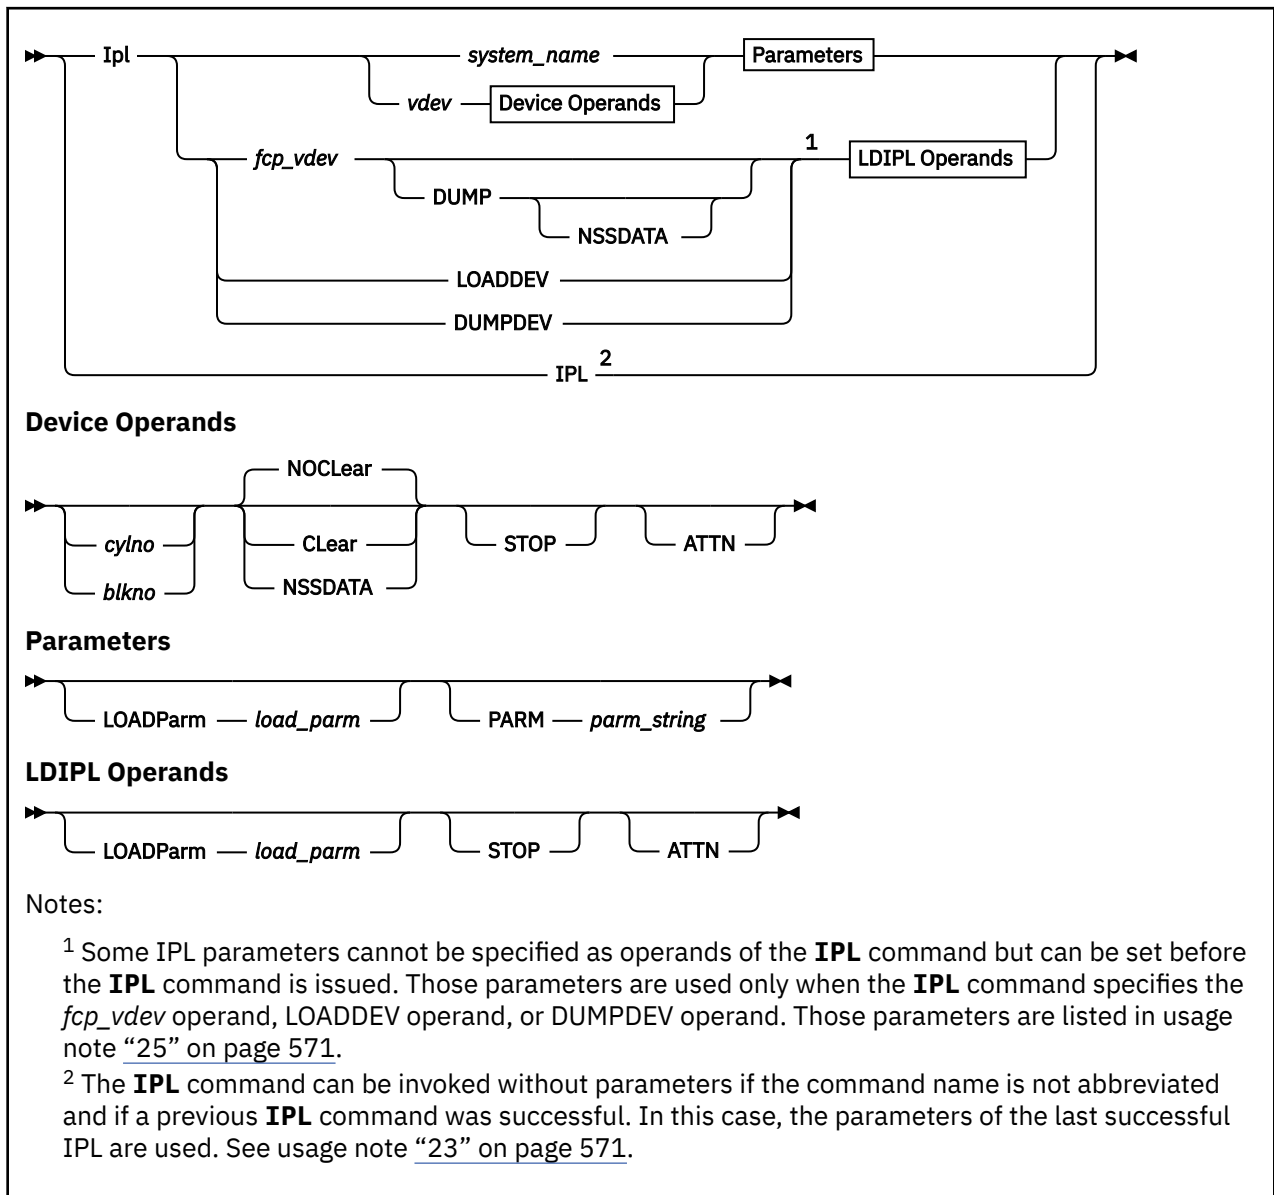 Ipl system_name Parameters
vdev Device Operands
fcp_vdev 1 LDIPL Operands
DUMP
NSSDATA
LOADDEV
DUMPDEV
IPL 2
Device Operands
NOCLear
cylno CLear STOP ATTN
blkno NSSDATA
Parameters
LOADParm load_parm PARM parm_string
LDIPL Operands
LOADParm load_parm STOP ATTN
Notes:
1 Some IPL parameters cannot be specified as operands of the IPL command but can be set before
the IPL command is issued. Those parameters are used only when the IPL command specifies the
fcp_vdev operand, LOADDEV operand, or DUMPDEV operand. Those parameters are listed in usage
note “25” on page 571.
2 The IPL command can be invoked without parameters if the command name is not abbreviated
and if a previous IPL command was successful. In this case, the parameters of the last successful
IPL are used. See usage note “23” on page 571.